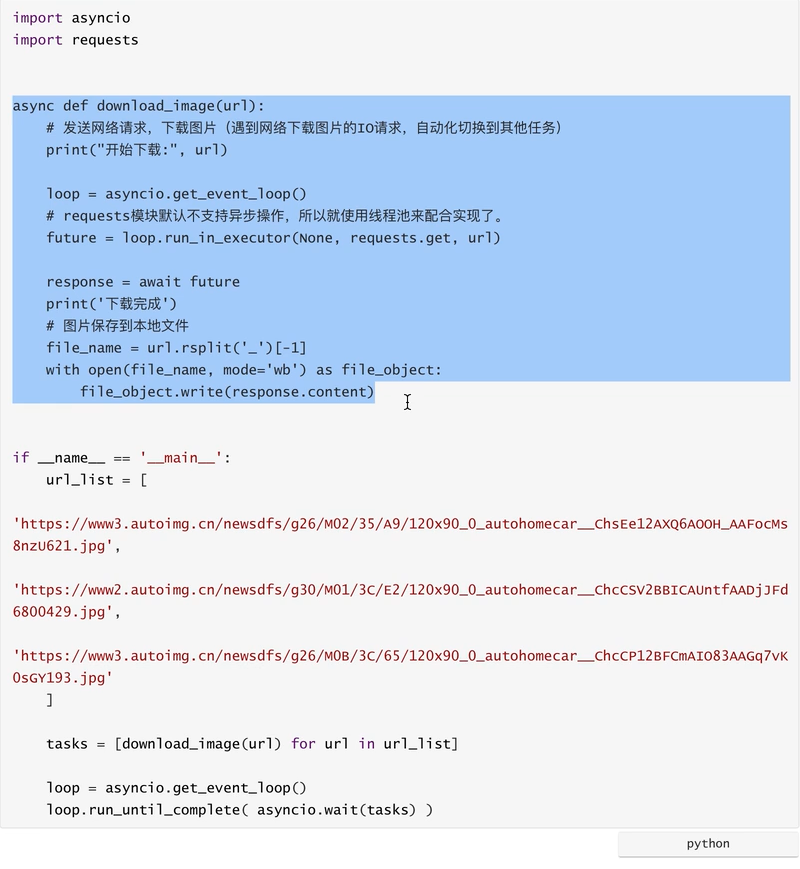 import asyncio
import requests
async def download_image(url):
# 发送网络请求，下载图片（遇到网络下载图片的IO请求，自动化切换到其他任务）
print("开始下载:", url)
loop = asyncio.get_event_loop()
# requests模块默认不支持异步操作，所以就使用线程池来配合实现了。
future = loop.run_in_executor(None, requests.get, url)
response = await future
print('下载完成')
# 图片保存到本地文件
file_name = url.rsplit('_')[-1]
with open(file_name, mode='wb') as file_object:
file_object.write(response.content)
if __name__ == '__main__':
url_list = [
'https://www3.autoimg.cn/newsdfs/g26/M02/35/A9/120x90_0_autohomecar__ChsEe12AXQ6AOOH_AAFocMs
8nzU621.jpg',
'https://www2.autoimg.cn/newsdfs/g30/M01/3C/E2/120x90_0_autohomecar__ChcCSV2BBICAUntfAADjJFd
6800429.jpg',
'https://www3.autoimg.cn/newsdfs/g26/M0B/3C/65/120x90_0_autohomecar__ChcCP12BFCmAIO83AAGq7vK
0sGY193.jpg'
]
tasks = [download_image(url) for url in url_list]
loop = asyncio.get_event_loop()
loop.run_until_complete( asyncio.wait(tasks) )
python